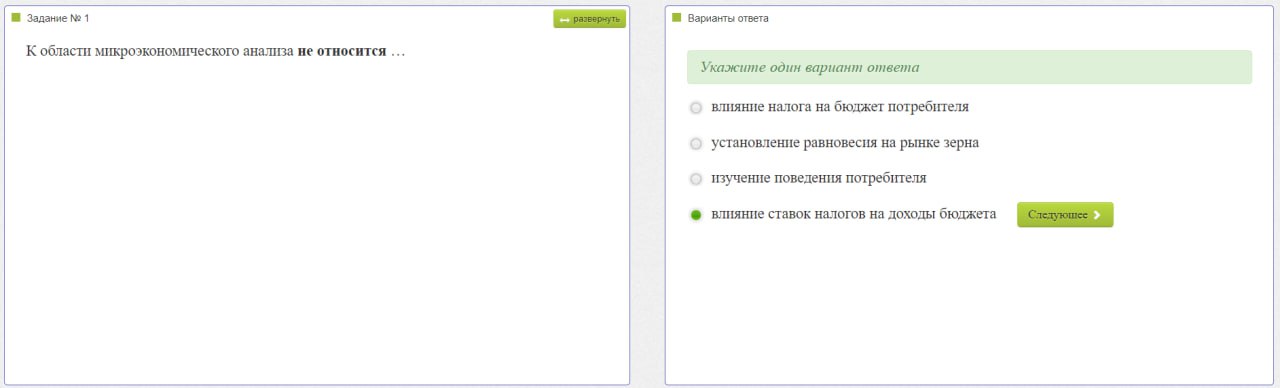 Задание № 1
развернуть
К области микроэкономического анализа не относится …
Варианты ответа
Укажите один вариант ответа
влияние налога на бюджет потребителя
установление равновесия на рынке зерна
изучение поведения потребителя
влияние ставок налогов на доходы бюджета
Следующее